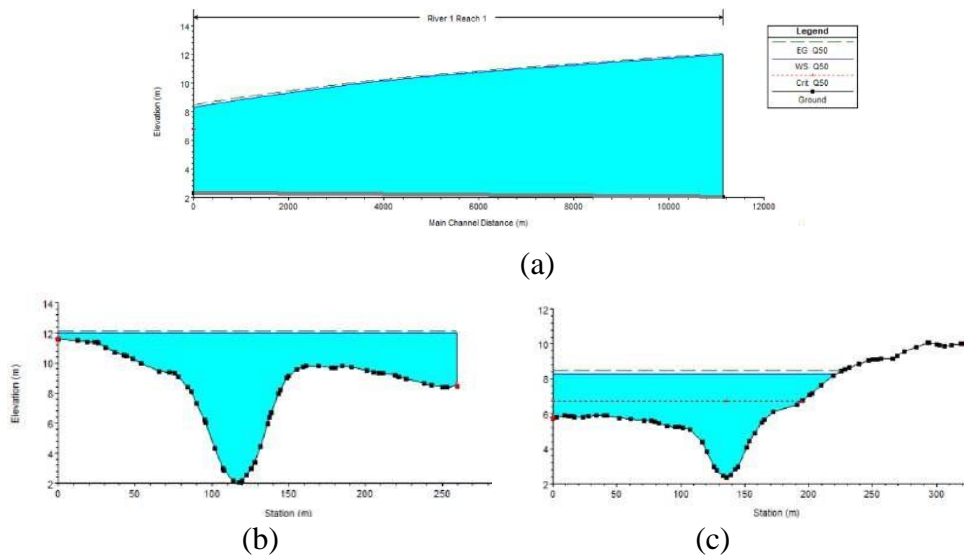 River 1 Reach 1
14
12
10
8
6
4
2
Elevation (m)
0
2000
4000
6000
8000
10000
12000
Main Channel Distance (m)
Legend
EG Q50
WS Q50
Crit Q50
Ground
(a)
14
12
10
8
6
4
2
Elevation (m)
0
50
100
150
200
250
Station (m)
(b)
12
10
8
6
4
2
0
50
100
150
200
250
300
Station (m)
(c)